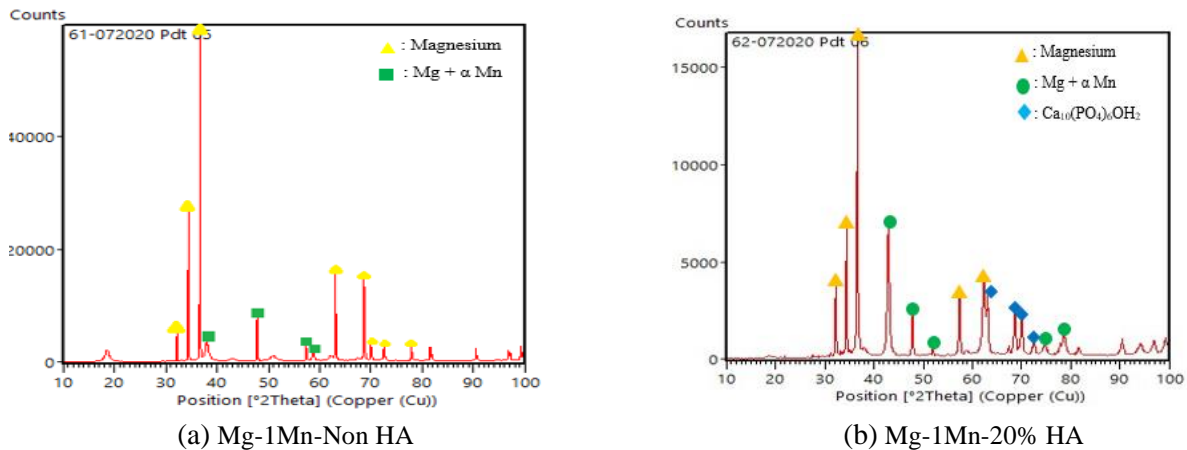 Counts
61-072020 Pdt 05
: Magnesium
: Mg + α Mn
40000
20000
0
10 20 30 40 50 60 70 80 90 100
Position [°2Theta] (Copper (Cu))
(a) Mg-1Mn-Non HA
Counts
62-072020 Pdt 06
: Magnesium
: Mg + α Mn
: Ca₁₀(PO₄)₆OH₂
15000
10000
5000
0
10 20 30 40 50 60 70 80 90 100
Position [°2Theta] (Copper (Cu))
(b) Mg-1Mn-20% HA